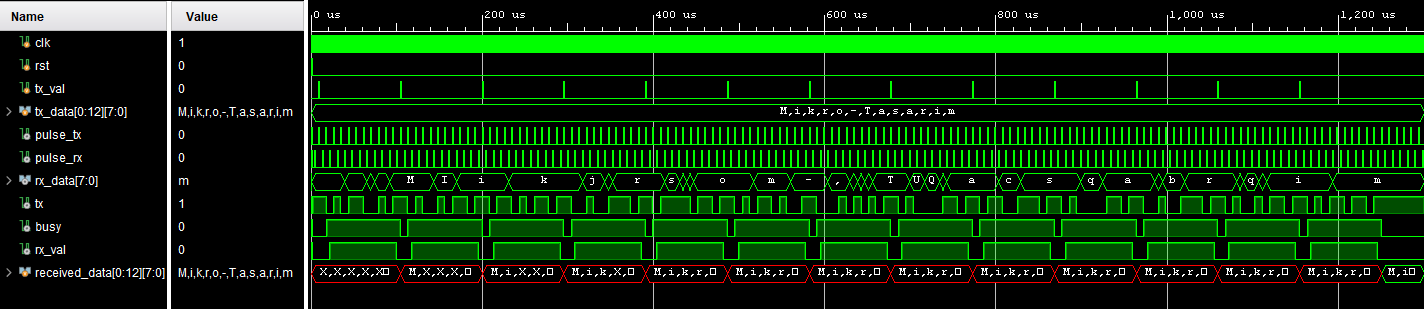 Name Value 0 us 200 us 400 us 600 us 800 us 1,000 us 1,200 us
clk 1
rst 0
tx_val 0
tx_data[0:12][7:0] M,i,k,r,o,-,T,a,s,a,r,i,m M,i,k,r,o,-,T,a,s,a,r,i,m
pulse_tx 0
pulse_rx 0
rx_data[7:0] m M I i k j r s o m - , T U Q a c s q a b r q i m
tx 1
busy 0
rx_val 0
received_data[0:12][7:0] M,i,k,r,o,-,T,a,s,a,r,i,m X,X,X,X,X M,X,X,X, M,i,X,X, M,i,k,X, M,i,k,r, M,i,k,r, M,i,k,r, M,i,k,r, M,i,k,r, M,i,k,r, M,i,k,r, M,i,k,r, M,i,k,r, M,i